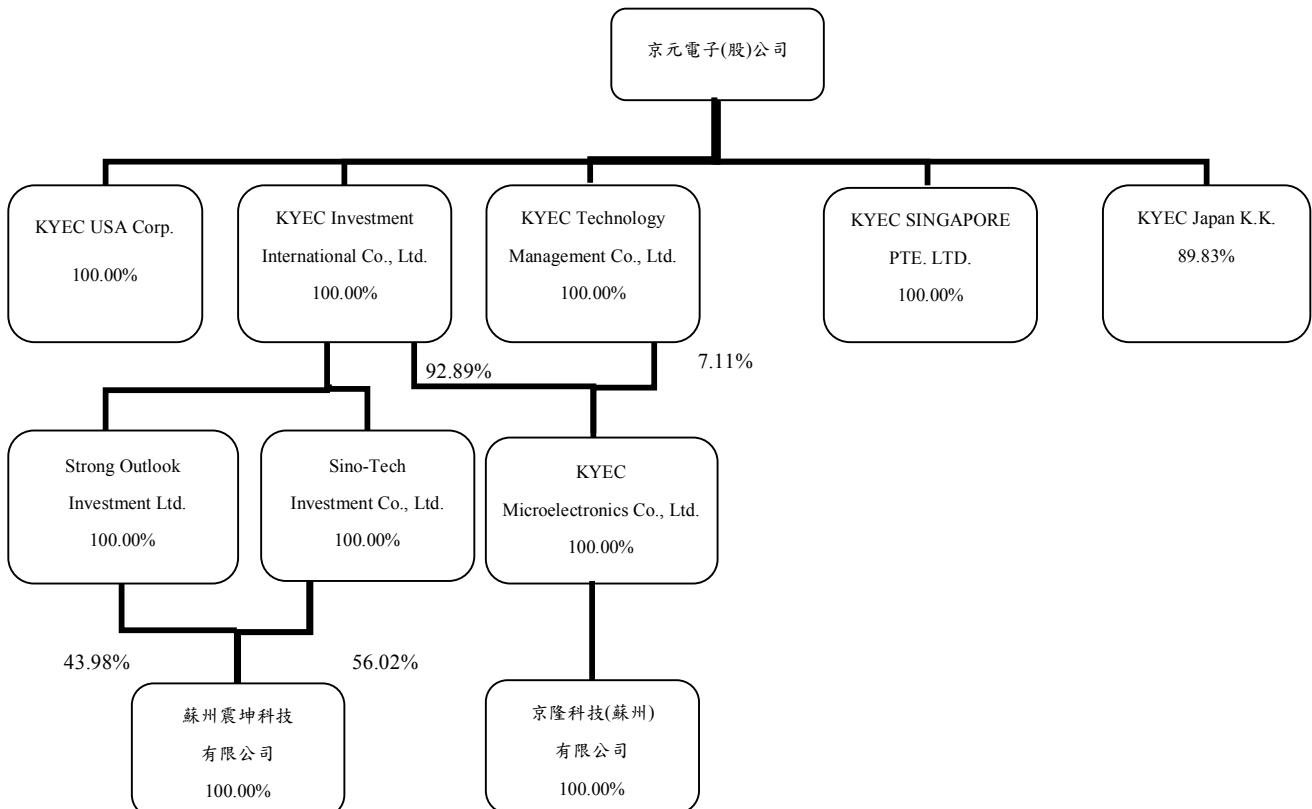 京元電子(股)公司
KYEC USA Corp.
100.00%
KYEC Investment
International Co., Ltd.
100.00%
KYEC Technology
Management Co., Ltd.
100.00%
KYEC SINGAPORE
PTE. LTD.
100.00%
KYEC Japan K.K.
89.83%
92.89%
7.11%
Strong Outlook
Investment Ltd.
100.00%
Sino-Tech
Investment Co., Ltd.
100.00%
KYEC
Microelectronics Co., Ltd.
100.00%
43.98%
56.02%
蘇州震坤科技
有限公司
100.00%
京隆科技(蘇州)
有限公司
100.00%